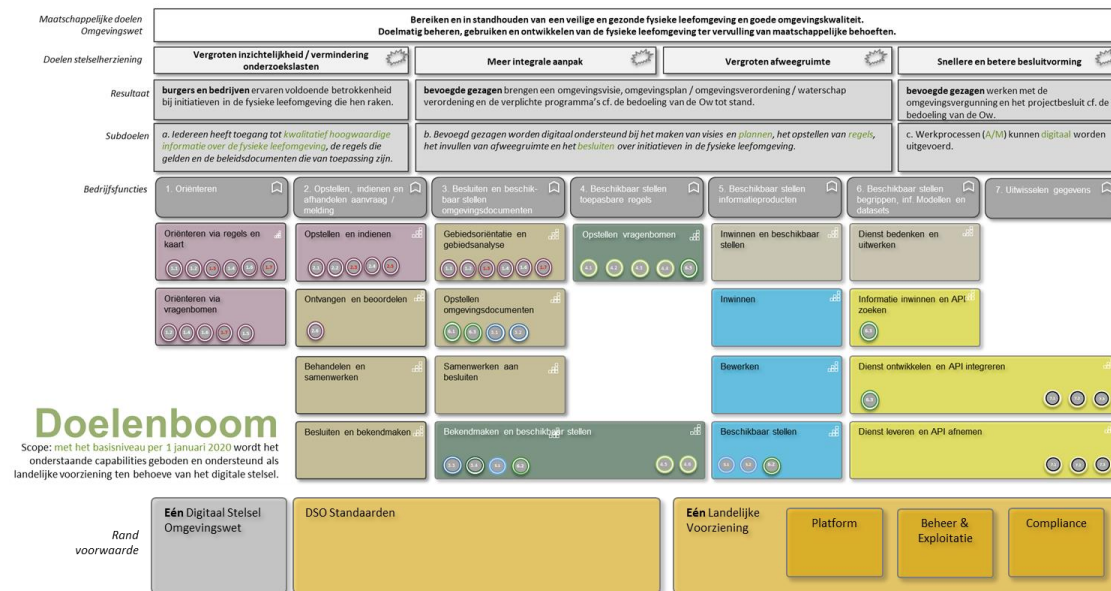 Maatschappelijke doelen
Omgevingswet
Bereiken en in standhouden van een veilige en gezonde fysieke leefomgeving en goede omgevingskwaliteit.
Doelmatig beheren, gebruiken en ontwikkelen van de fysieke leefomgeving ter vervulling van maatschappelijke behoeften.
Doelen stelselherziening
Vergroten inzichtelijkheid / vermindering
onderzoekslasten
Meer integrale aanpak
Vergroten afweegruimte
Snellere en betere besluitvorming
Resultaat
burgers en bedrijven ervaren voldoende betrokkenheid
bij initiatieven in de fysieke leefomgeving die hen raken.
bevoegde gezagen brengen een omgevingsvisie, omgevingsplan / omgevingsverordening / waterschap
verordening en de verplichte programma's cf. de bedoeling van de Ow tot stand.
bevoegde gezagen werken met de
omgevingsvergunning en het projectbesluit cf. de
bedoeling van de Ow.
Subdoelen
a. Iedereen heeft toegang tot kwalitatief hoogwaardige
informatie over de fysieke leefomgeving, de regels die
gelden en de beleidsdocumenten die van toepassing zijn.
b. Bevoegd gezagen worden digitaal ondersteund bij het maken van visies en plannen, het opstellen van regels,
het invullen van afweegruimte en het besluiten over initiatieven in de fysieke leefomgeving.
c. Werkprocessen (A/M) kunnen digitaal worden
uitgevoerd.
Bedrijfsfuncties
1. Oriënteren
2. Opstellen, indienen en
afhandelen aanvraag /
melding
3. Besluiten en beschik-
baar stellen
omgevingsdocumenten
4. Beschikbaar stellen
toepasbare regels
5. Beschikbaar stellen
informatieproducten
6. Beschikbaar stellen
begrippen, inf. Modellen en
datasets
7. Uitwisselen gegevens
Oriënteren via regels en
kaart
Opstellen en indienen
Gebiedsoriëntatie en
gebiedsanalyse
Opstellen vragenbomen
Inwinnen en beschikbaar
stellen
Dienst bedenken en
uitwerken
Oriënteren via
vragenbomen
Ontvangen en beoordelen
Opstellen
omgevingsdocumenten
Inwinnen
Informatie inwinnen en API
zoeken
Behandelen en
samenwerken
Samenwerken aan
besluiten
Bewerken
Dienst ontwikkelen en API integreren
Besluiten en bekendmaken
Bekendmaken en beschikbaar stellen
Beschikbaar stellen
Dienst leveren en API afnemen
Doelenboom
Scope: met het basisniveau per 1 januari 2020 wordt het
onderstaande capabilities geboden en ondersteund als
landelijke voorziening ten behoeve van het digitale stelsel.
Rand
voorwaarde
Eén Digitaal Stelsel
Omgevingswet
DSO Standaarden
Eén Landelijke
Voorziening
Platform
Beheer &
Exploitatie
Compliance